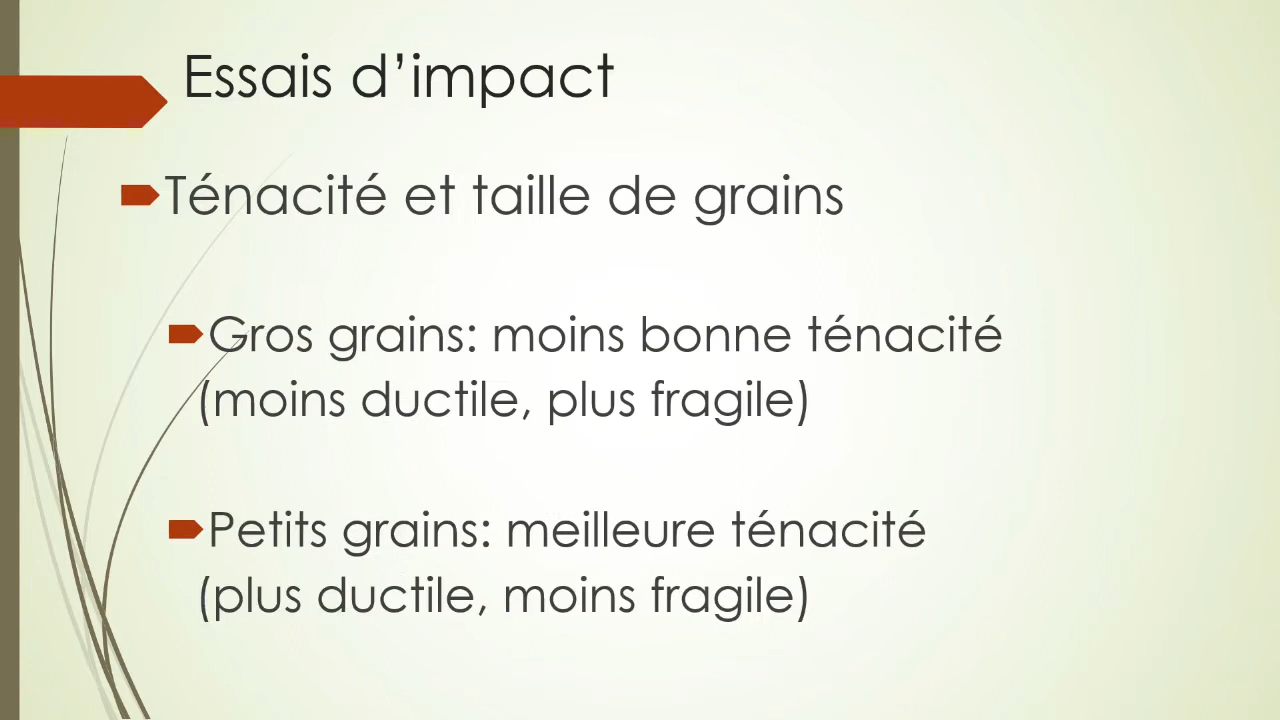 Essais d’impact
Ténacité et taille de grains
Gros grains: moins bonne ténacité
(moins ductile, plus fragile)
Petits grains: meilleure ténacité
(plus ductile, moins fragile)